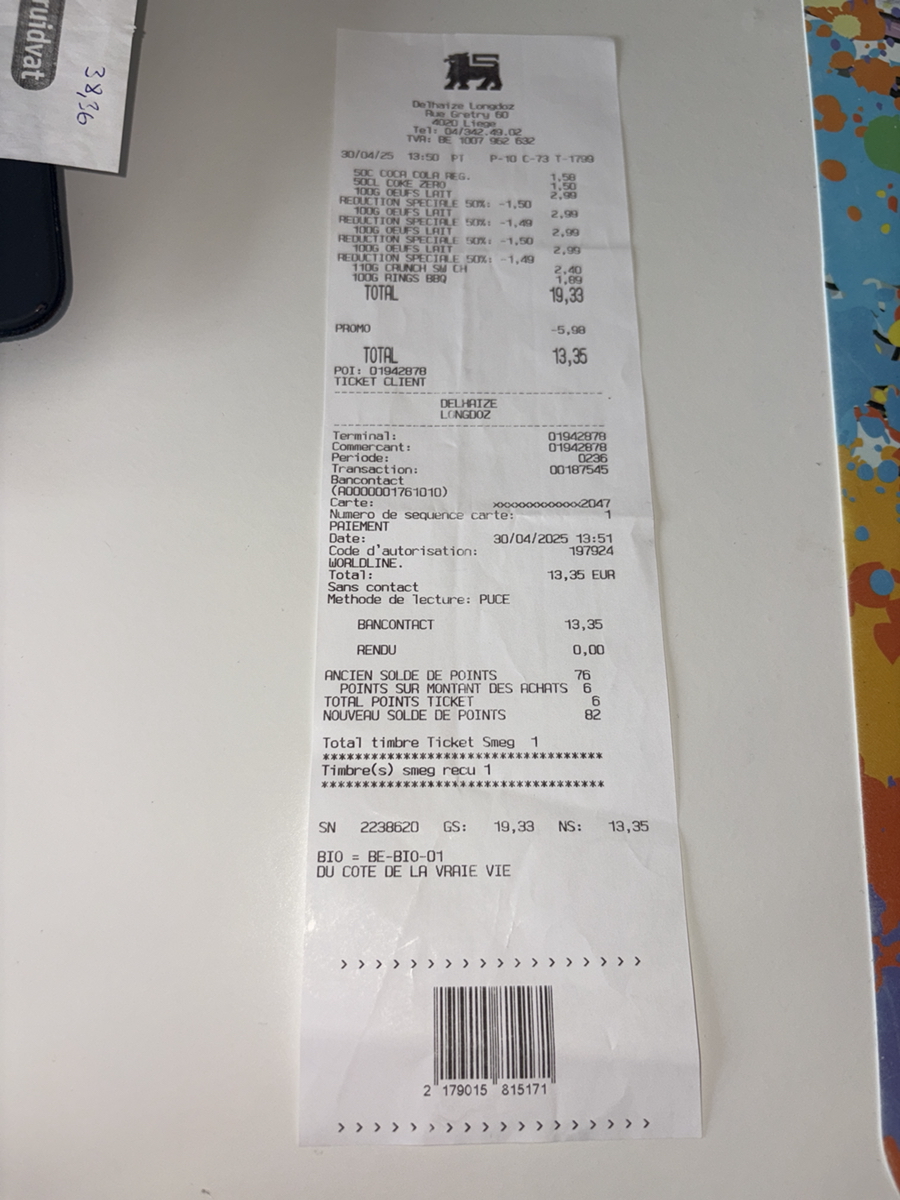 ruidvat
38,36
Delhaize Longdoz
Rue Gretry 60
4020 Liege
Tel: 04/342.49.02
TVA: BE 1007 962 632
30/04/25 13:50 PI P-10 C-73 T-1799
50C COCA COLA REG. 1,58
50CL COKE ZERO 1,50
100G OEUFS LAIT 2,99
REDUCTION SPECIALE 50%: -1,50
100G OEUFS LAIT 2,99
REDUCTION SPECIALE 50%: -1,49
100G OEUFS LAIT 2,99
REDUCTION SPECIALE 50%: -1,50
100G OEUFS LAIT 2,99
REDUCTION SPECIALE 50%: -1,49
110G CRUNCH SW CH 2,40
100G RINGS BBQ 1,89
TOTAL 19,33
PROMO -5,98
TOTAL 13,35
POI: 01942878
TICKET CLIENT
DELHAIZE
LONGDOZ
Terminal: 01942878
Commercant: 01942878
Periode: 0236
Transaction: 00187545
Bancontact
(A0000001761010)
Carte: xxxxxxxxxxxx2047
Numero de sequence carte: 1
PAIEMENT
Date: 30/04/2025 13:51
Code d'autorisation: 197924
WORLDLINE.
Total: 13,35 EUR
Sans contact
Methode de lecture: PUCE
BANCONTACT 13,35
RENDU 0,00
ANCIEN SOLDE DE POINTS 76
POINTS SUR MONTANT DES ACHATS 6
TOTAL POINTS TICKET 6
NOUVEAU SOLDE DE POINTS 82
Total timbre Ticket Smeg 1
***********************************
Timbre(s) smeg recu 1
***********************************
SN 2238620 GS: 19,33 NS: 13,35
BIO = BE-BIO-01
DU COTE DE LA VRAIE VIE
> > > > > > > > > > > > > > > > > >
2 179015 815171
> > > > > > > > > > > > > > > > > > >